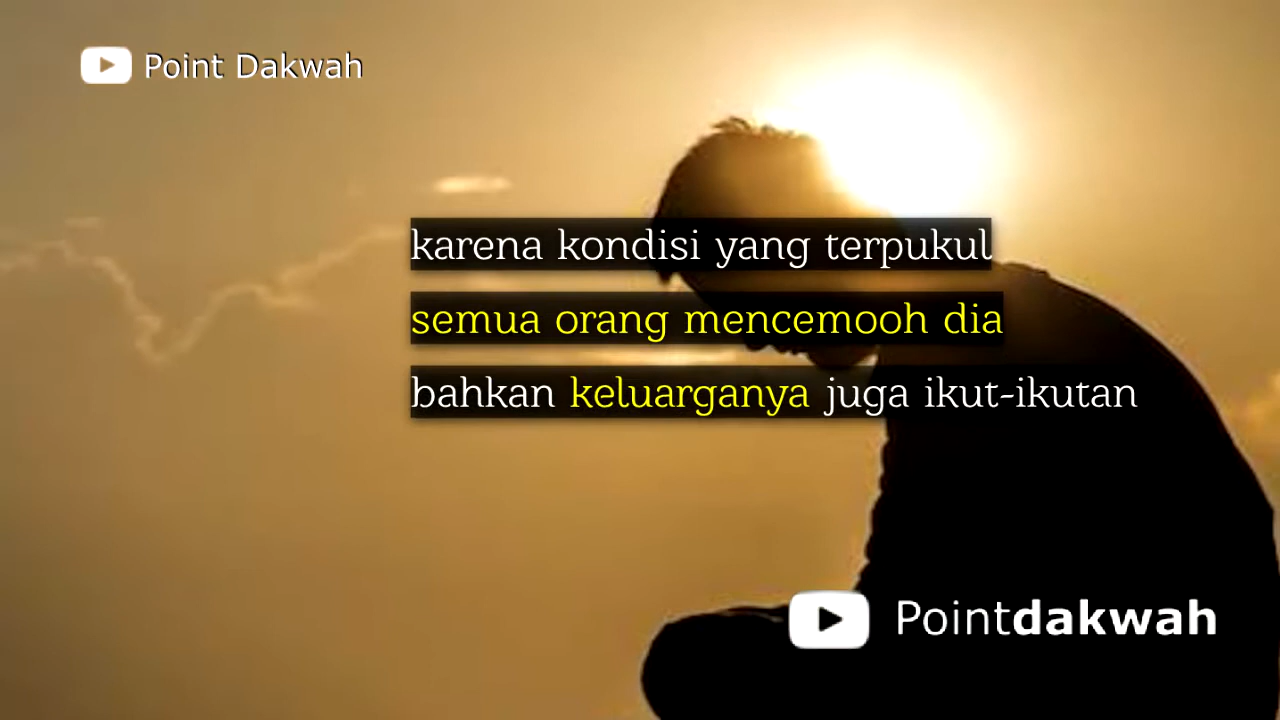 Point Dakwah
karena kondisi yang terpukul
semua orang mencemooh dia
bahkan keluarganya juga ikut-ikutan
Pointdakwah